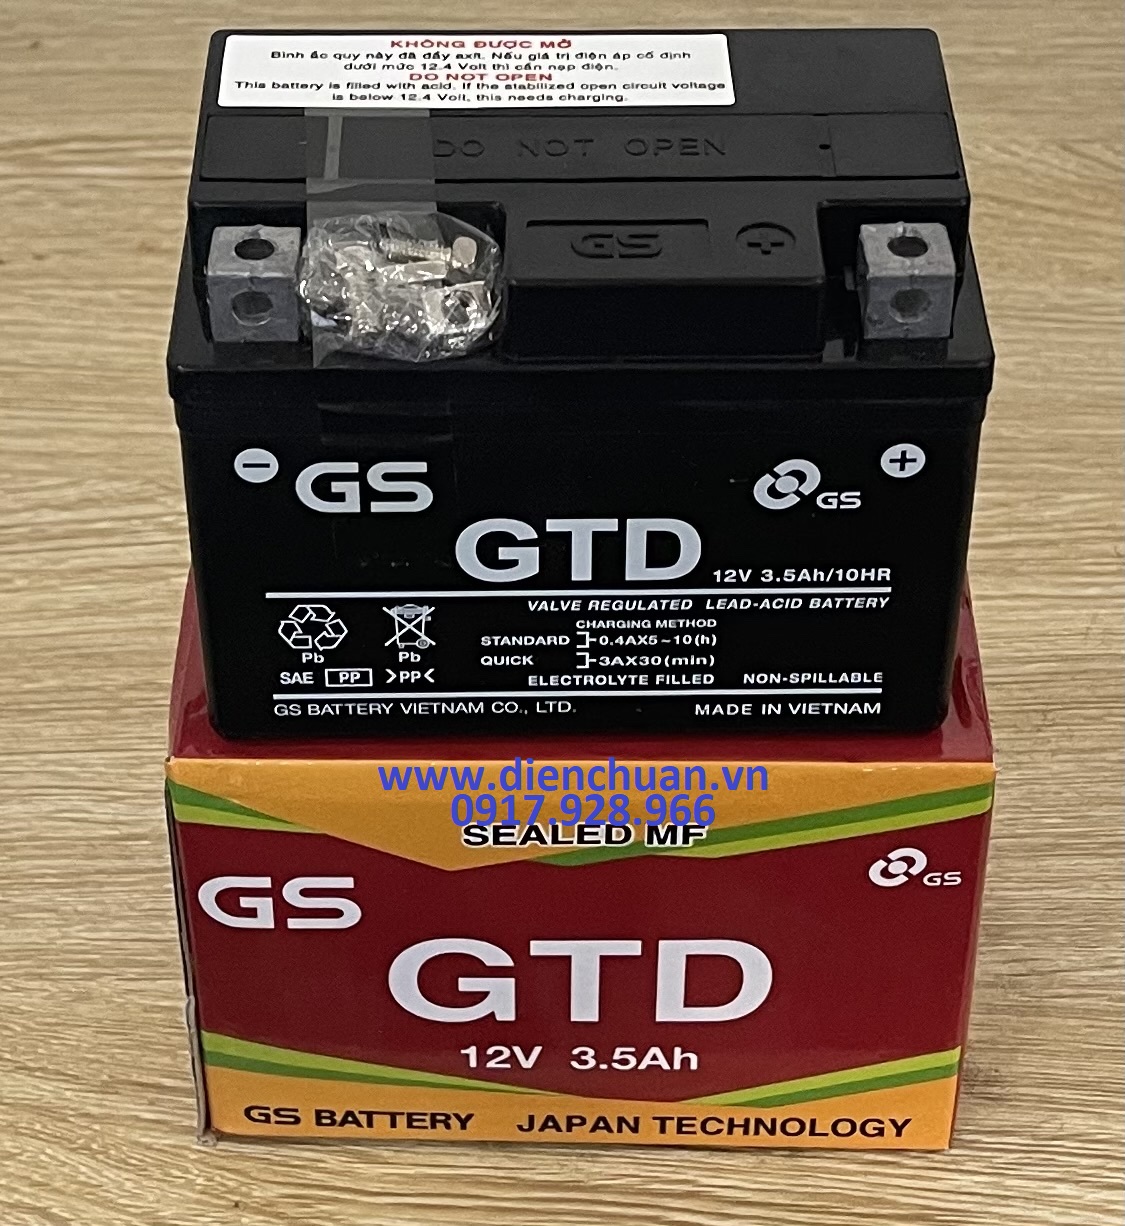 KHÔNG ĐƯỢC MỞ
Bình ắc quy này đã đầy axít. Nếu giá trị điện áp cố định
dưới mức 12.4 Volt thì cần nạp điện.
DO NOT OPEN
This battery is filled with acid. If the stabilized open circuit voltage
is below 12.4 Volt, this needs charging.
DO NOT OPEN
GS +
− GS GS +
GTD 12V 3.5Ah/10HR
VALVE REGULATED LEAD-ACID BATTERY
CHARGING METHOD
STANDARD 0.4AX5~10(h)
QUICK 3AX30(min)
Pb Pb
SAE PP >PP<
ELECTROLYTE FILLED NON-SPILLABLE
GS BATTERY VIETNAM CO., LTD. MADE IN VIETNAM
www.dienchuan.vn
0917.928.966
SEALED MF
GS GS
GTD
12V 3.5Ah
GS BATTERY JAPAN TECHNOLOGY